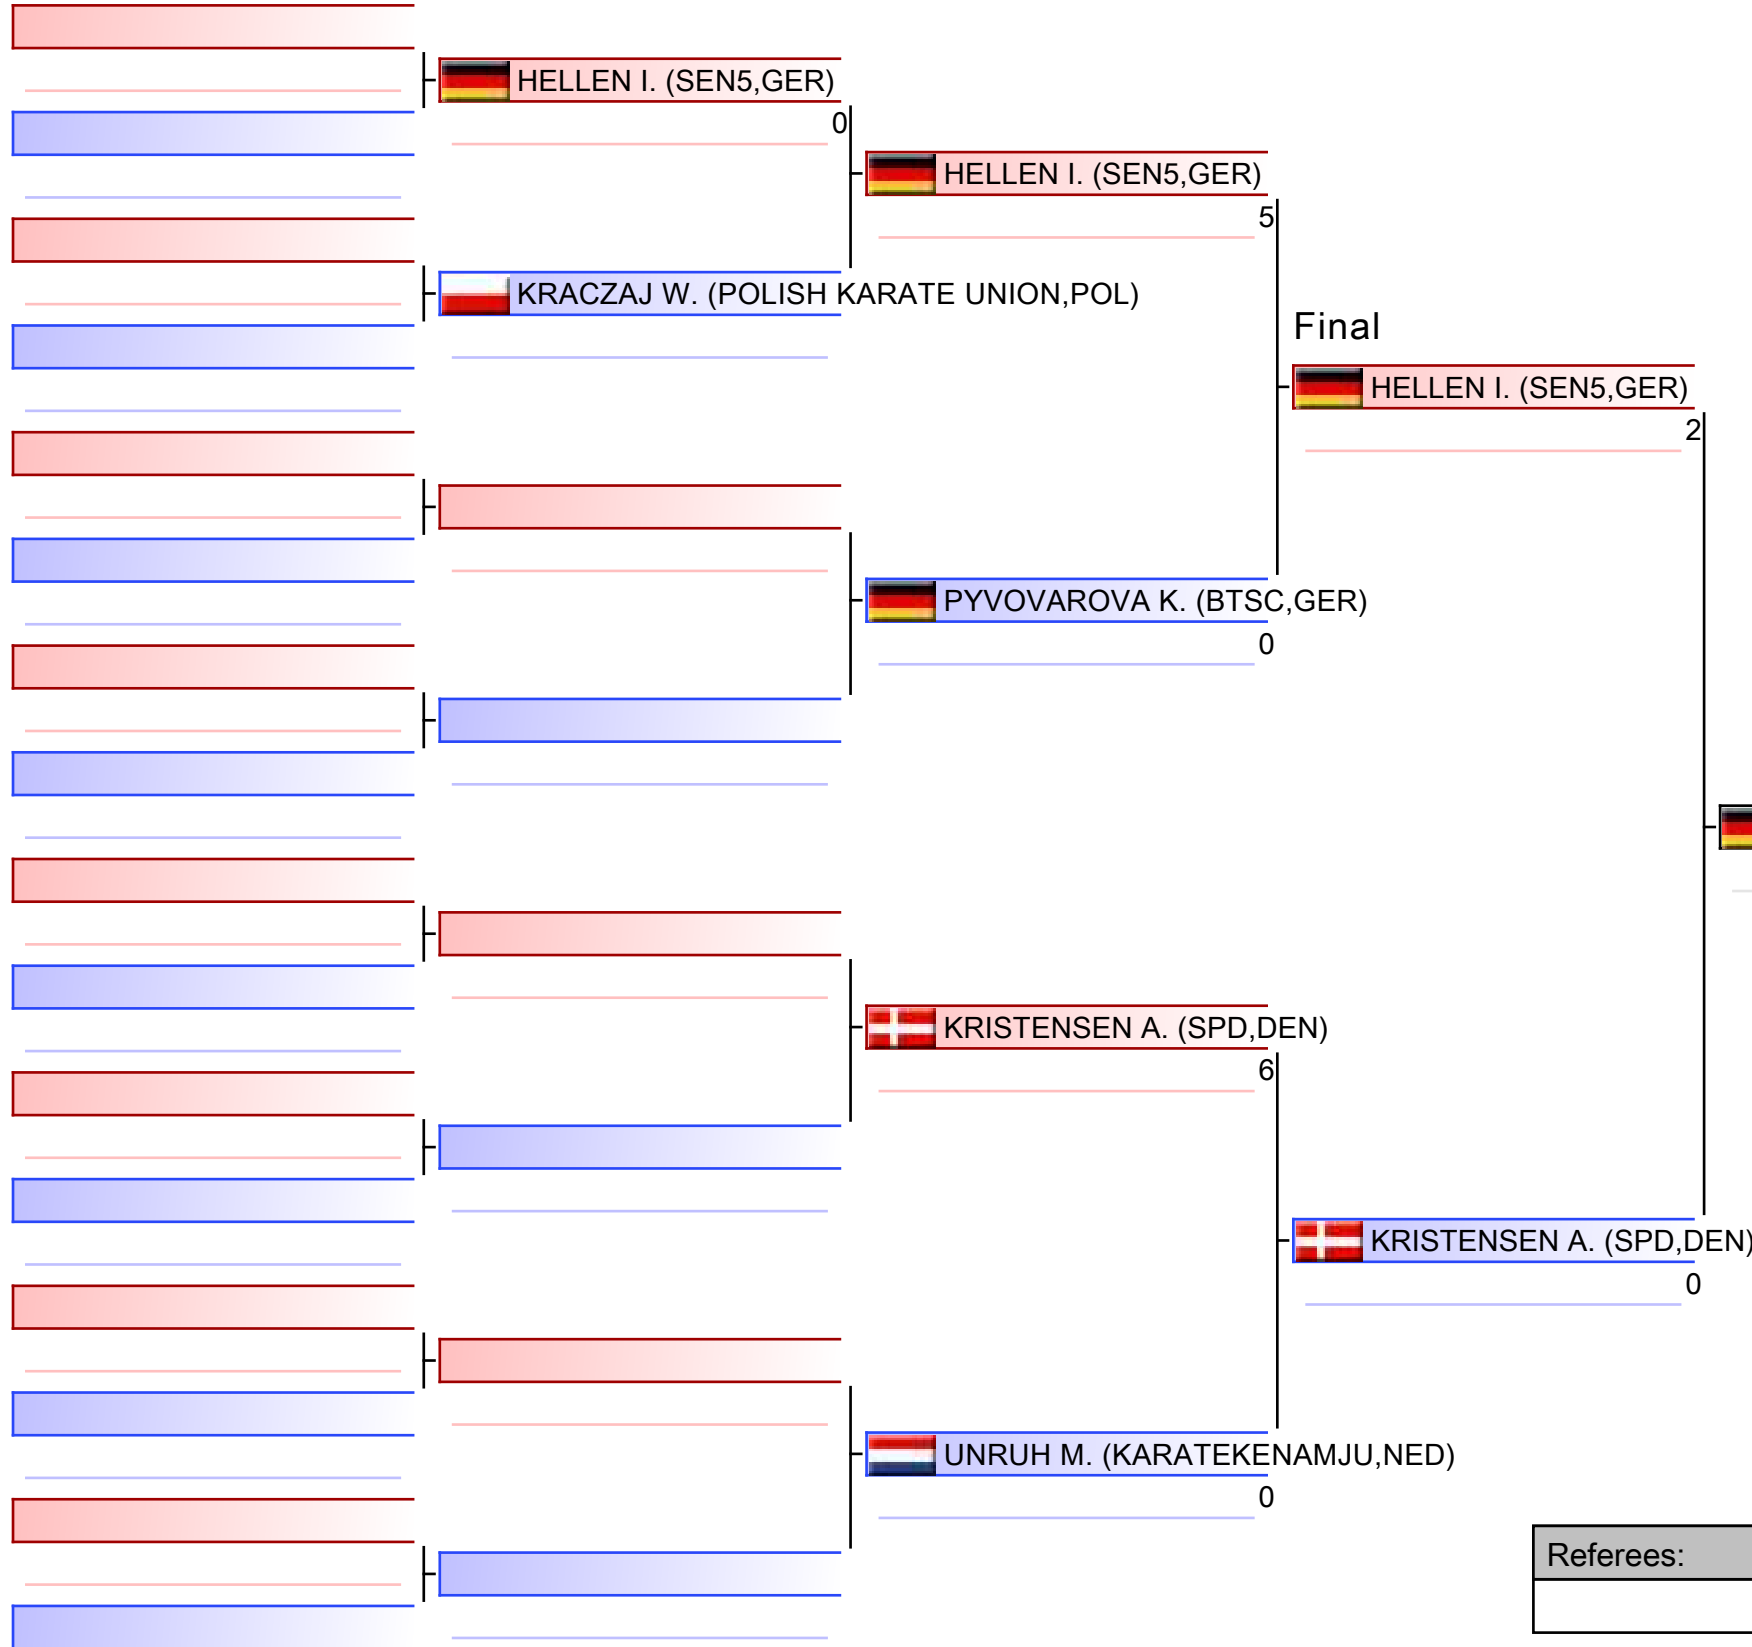 HELLEN I. (SEN5,GER)
0
HELLEN I. (SEN5,GER)
5
KRACZAJ W. (POLISH KARATE UNION,POL)
Final
HELLEN I. (SEN5,GER)
2
PYVOVAROVA K. (BTSC,GER)
0
KRISTENSEN A. (SPD,DEN)
6
KRISTENSEN A. (SPD,DEN)
0
UNRUH M. (KARATEKENAMJU,NED)
0
Referees: